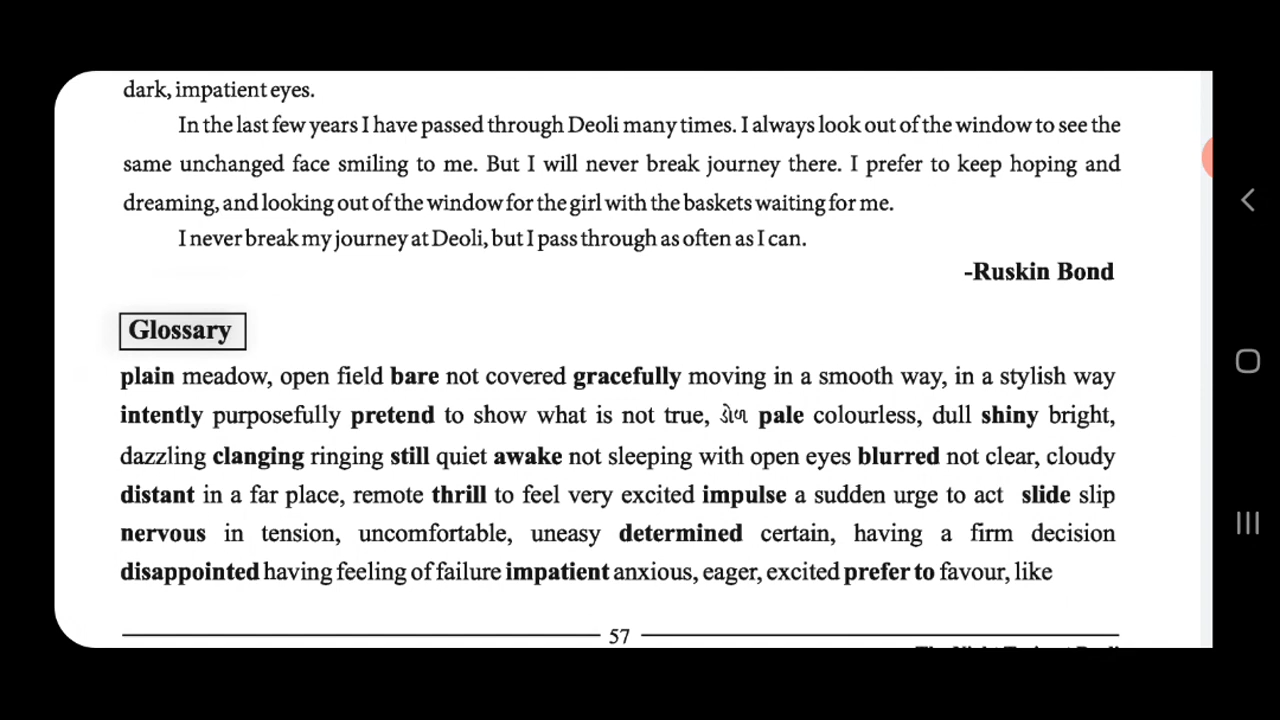 dark, impatient eyes.
In the last few years I have passed through Deoli many times. I always look out of the window to see the
same unchanged face smiling to me. But I will never break journey there. I prefer to keep hoping and
dreaming, and looking out of the window for the girl with the baskets waiting for me.
I never break my journey at Deoli, but I pass through as often as I can.
-Ruskin Bond
Glossary
plain meadow, open field bare not covered gracefully moving in a smooth way, in a stylish way
intently purposefully pretend to show what is not true, ડોળ pale colourless, dull shiny bright,
dazzling clanging ringing still quiet awake not sleeping with open eyes blurred not clear, cloudy
distant in a far place, remote thrill to feel very excited impulse a sudden urge to act slide slip
nervous in tension, uncomfortable, uneasy determined certain, having a firm decision
disappointed having feeling of failure impatient anxious, eager, excited prefer to favour, like
57